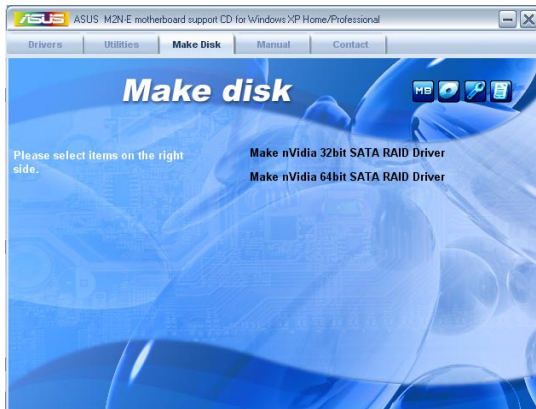 ASUS ASUS M2N-E motherboard support CD for Windows XP Home/Professional
Drivers Utilities Make Disk Manual Contact
Make disk
MB
Please select items on the right
side.
Make nVidia 32bit SATA RAID Driver
Make nVidia 64bit SATA RAID Driver